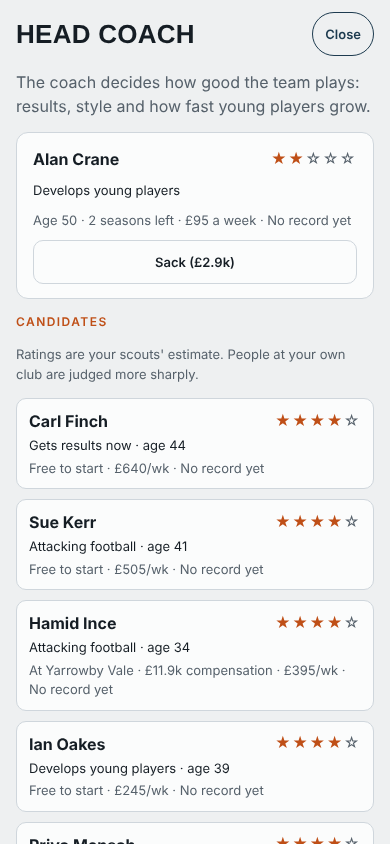 HEAD COACH
Close
The coach decides how good the team plays:
results, style and how fast young players grow.
Alan Crane ★★☆☆☆
Develops young players
Age 50 · 2 seasons left · £95 a week · No record yet
Sack (£2.9k)
CANDIDATES
Ratings are your scouts' estimate. People at your own
club are judged more sharply.
Carl Finch ★★★★☆
Gets results now · age 44
Free to start · £640/wk · No record yet
Sue Kerr ★★★★☆
Attacking football · age 41
Free to start · £505/wk · No record yet
Hamid Ince ★★★★☆
Attacking football · age 34
At Yarrowby Vale · £11.9k compensation · £395/wk ·
No record yet
Ian Oakes ★★★★☆
Develops young players · age 39
Free to start · £245/wk · No record yet